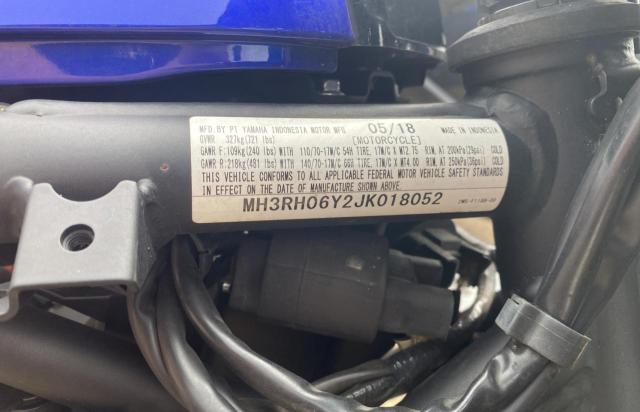 MFD.BY PT YAMAHA INDONESIA MOTOR MFG 05/18 MADE IN INDONESIA
GVWR 327kg(721 lbs) [MOTORCYCLE]
GAWR F:109kg(240 lbs) WITH 110/70-17M/C 54H TIRE, 17M/C X MT2.75 RIM, AT 200kPa(29psi) COLD
GAWR R:218kg(481 lbs) WITH 140/70-17M/C 66H TIRE, 17M/C X MT4.00 RIM, AT 250kPa(36psi) COLD
THIS VEHICLE CONFORMS TO ALL APPLICABLE FEDERAL MOTOR VEHICLE SAFETY STANDARDS
IN EFFECT ON THE DATE OF MANUFACTURE SHOWN ABOVE.
MH3RH06Y2JK018052